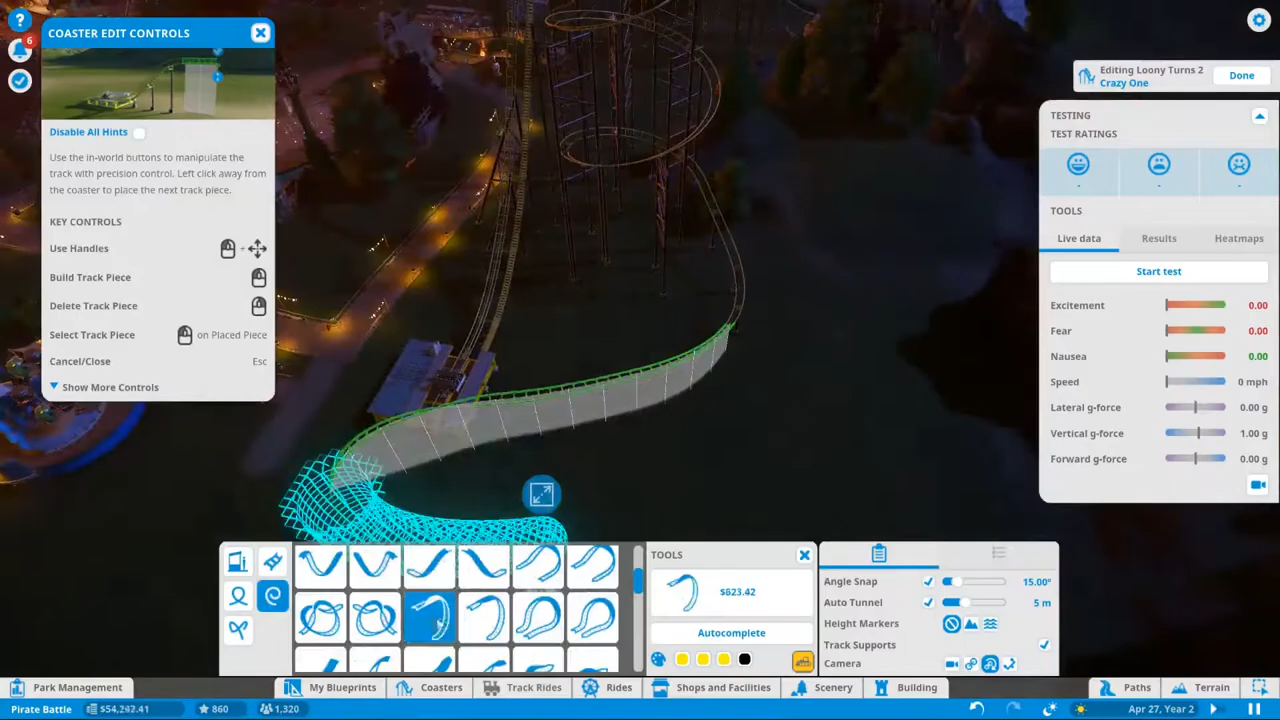 ?
6
COASTER EDIT CONTROLS
Disable All Hints
Use the in-world buttons to manipulate the
track with precision control. Left click away from
the coaster to place the next track piece.
KEY CONTROLS
Use Handles
Build Track Piece
Delete Track Piece
Select Track Piece on Placed Piece
Cancel/Close Esc
Show More Controls
Editing Loony Turns 2
Crazy One
Done
TESTING
TEST RATINGS
- - -
TOOLS
Live data Results Heatmaps
Start test
Excitement 0.00
Fear 0.00
Nausea 0.00
Speed 0 mph
Lateral g-force 0.00 g
Vertical g-force 1.00 g
Forward g-force 0.00 g
TOOLS
$623.42
Autocomplete
Angle Snap 15.00°
Auto Tunnel 5 m
Height Markers
Track Supports
Camera
Park Management My Blueprints Coasters Track Rides Rides Shops and Facilities Scenery Building Paths Terrain
Pirate Battle 860 1,320 Apr 27, Year 2